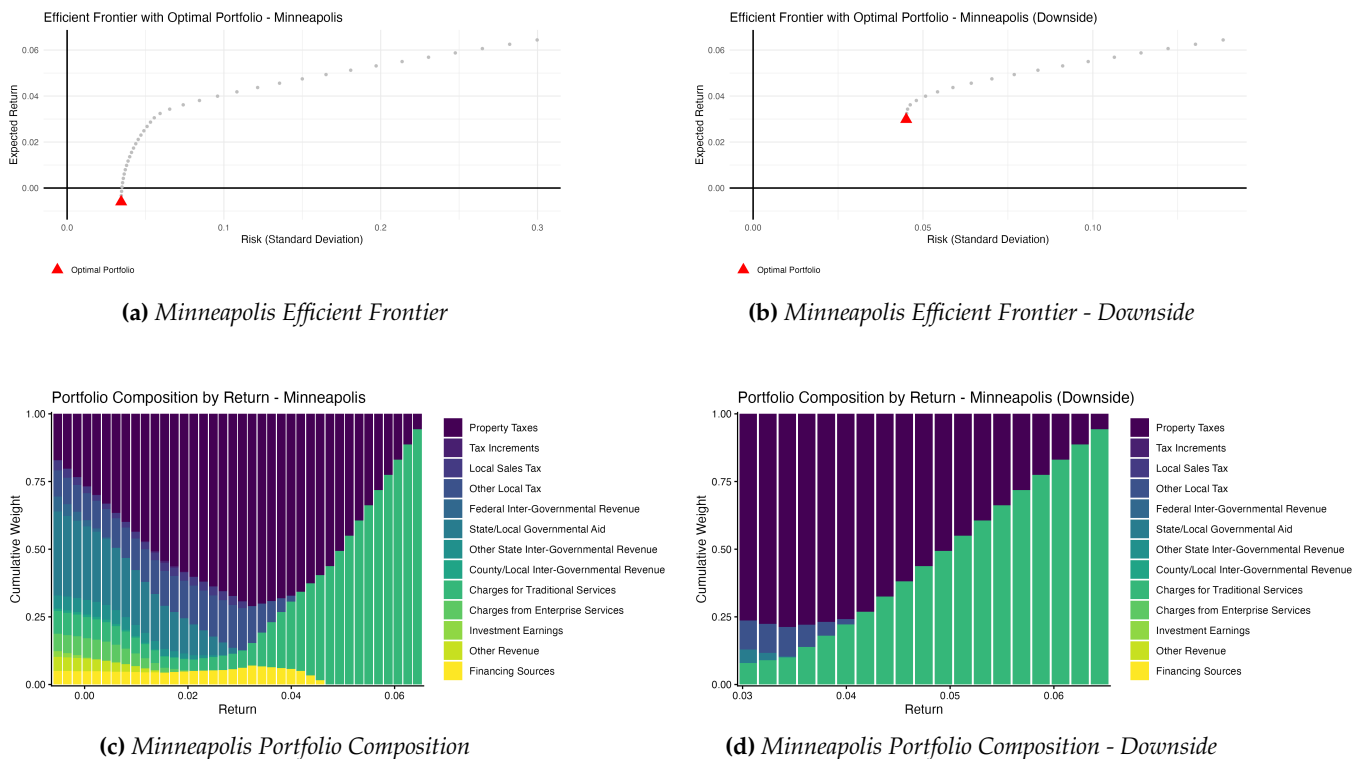 Efficient Frontier with Optimal Portfolio - Minneapolis
0.06
0.04
0.02
0.00
Expected Return
0.0 0.1 0.2 0.3
Risk (Standard Deviation)
Optimal Portfolio
(a) Minneapolis Efficient Frontier
Efficient Frontier with Optimal Portfolio - Minneapolis (Downside)
0.06
0.04
0.02
0.00
Expected Return
0.00 0.05 0.10
Risk (Standard Deviation)
Optimal Portfolio
(b) Minneapolis Efficient Frontier - Downside
Portfolio Composition by Return - Minneapolis
1.00
0.75
0.50
0.25
0.00
Cumulative Weight
0.00 0.02 0.04 0.06
Return
Property Taxes
Tax Increments
Local Sales Tax
Other Local Tax
Federal Inter-Governmental Revenue
State/Local Governmental Aid
Other State Inter-Governmental Revenue
County/Local Inter-Governmental Revenue
Charges for Traditional Services
Charges from Enterprise Services
Investment Earnings
Other Revenue
Financing Sources
(c) Minneapolis Portfolio Composition
Portfolio Composition by Return - Minneapolis (Downside)
1.00
0.75
0.50
0.25
0.00
Cumulative Weight
0.03 0.04 0.05 0.06
Return
Property Taxes
Tax Increments
Local Sales Tax
Other Local Tax
Federal Inter-Governmental Revenue
State/Local Governmental Aid
Other State Inter-Governmental Revenue
County/Local Inter-Governmental Revenue
Charges for Traditional Services
Charges from Enterprise Services
Investment Earnings
Other Revenue
Financing Sources
(d) Minneapolis Portfolio Composition - Downside